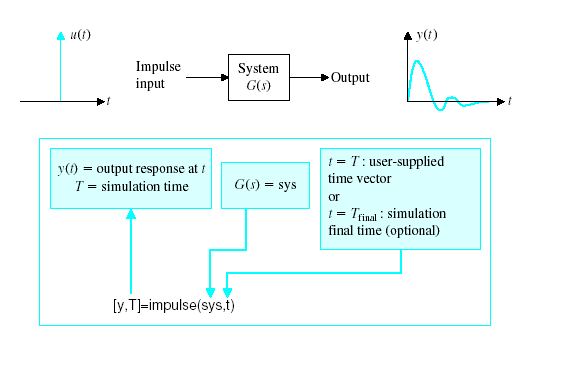 u(t)
t
Impulse
input
System
G(s)
Output
y(t)
t
y(t) = output response at t
T = simulation time
G(s) = sys
t = T : user-supplied
time vector
or
t = Tfinal : simulation
final time (optional)
[y,T]=impulse(sys,t)